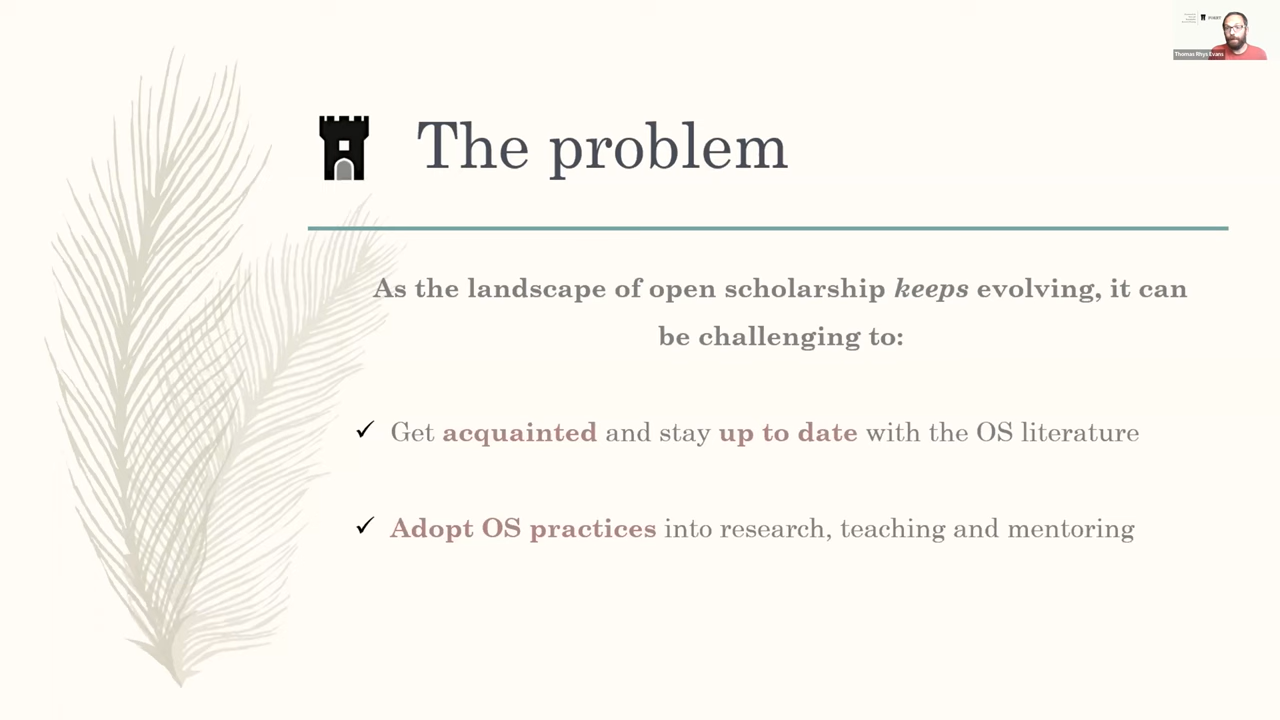 FORRT
Thomas Rhys Evans
The problem
As the landscape of open scholarship keeps evolving, it can
be challenging to:
✓ Get acquainted and stay up to date with the OS literature
✓ Adopt OS practices into research, teaching and mentoring